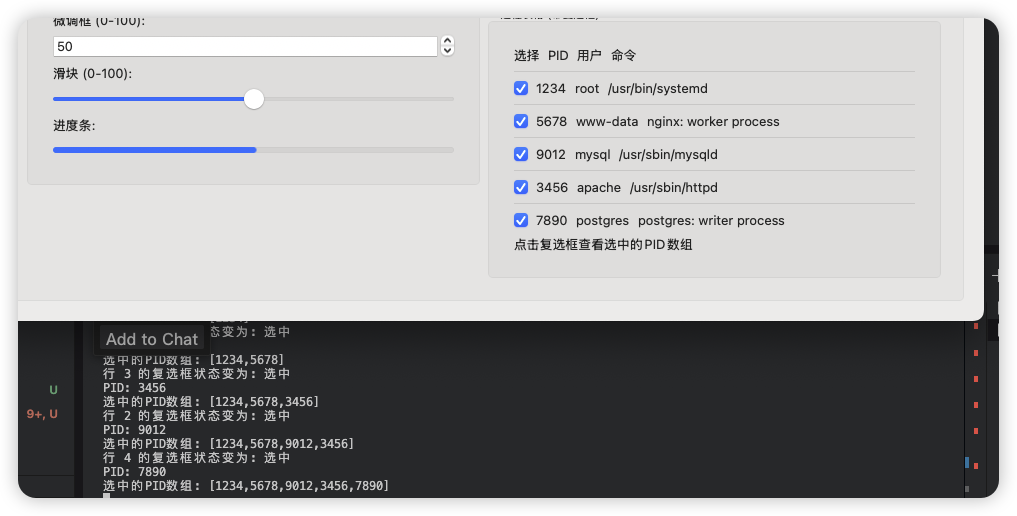 微调框 (0-100):
50
滑块 (0-100):
进度条:
选择 PID 用户 命令
1234 root /usr/bin/systemd
5678 www-data nginx: worker process
9012 mysql /usr/sbin/mysqld
3456 apache /usr/sbin/httpd
7890 postgres postgres: writer process
点击复选框查看选中的PID数组
Add to Chat
态变为: 选中
选中的PID数组: [1234,5678]
行 3 的复选框状态变为: 选中
PID: 3456
选中的PID数组: [1234,5678,3456]
行 2 的复选框状态变为: 选中
PID: 9012
选中的PID数组: [1234,5678,9012,3456]
行 4 的复选框状态变为: 选中
PID: 7890
选中的PID数组: [1234,5678,9012,3456,7890]
U
9+, U